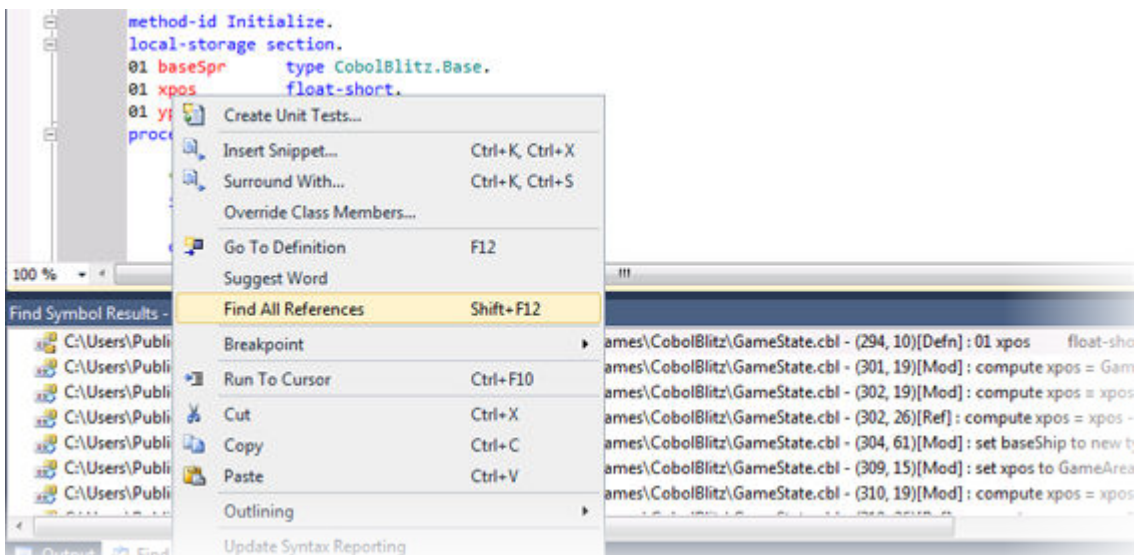 method-id Initialize.
local-storage section.
01 baseSpr type CobolBlitz.Base.
01 xpos float-short.
01
Create Unit Tests...
Insert Snippet... Ctrl+K, Ctrl+X
Surround With... Ctrl+K, Ctrl+S
Override Class Members...
Go To Definition F12
100 %
Suggest Word
Find Symbol Results -
Find All References Shift+F12
C:\Users\Publi ames\CobolBlitz\GameState.cbl - (294, 10)[Defn] : 01 xpos float-sho
Breakpoint
C:\Users\Publi ames\CobolBlitz\GameState.cbl - (301, 19)[Mod] : compute xpos = Gam
Run To Cursor Ctrl+F10
C:\Users\Publi ames\CobolBlitz\GameState.cbl - (302, 19)[Mod] : compute xpos = xpos
Cut Ctrl+X
C:\Users\Publi ames\CobolBlitz\GameState.cbl - (302, 26)[Ref] : compute xpos = xpos -
Copy Ctrl+C
C:\Users\Publi ames\CobolBlitz\GameState.cbl - (304, 61)[Mod] : set baseShip to new ty
Paste Ctrl+V
C:\Users\Publi ames\CobolBlitz\GameState.cbl - (309, 15)[Mod] : set xpos to GameArea
C:\Users\Publi ames\CobolBlitz\GameState.cbl - (310, 19)[Mod] : compute xpos = xpos
Outlining
Update Syntax Reporting
Output Find